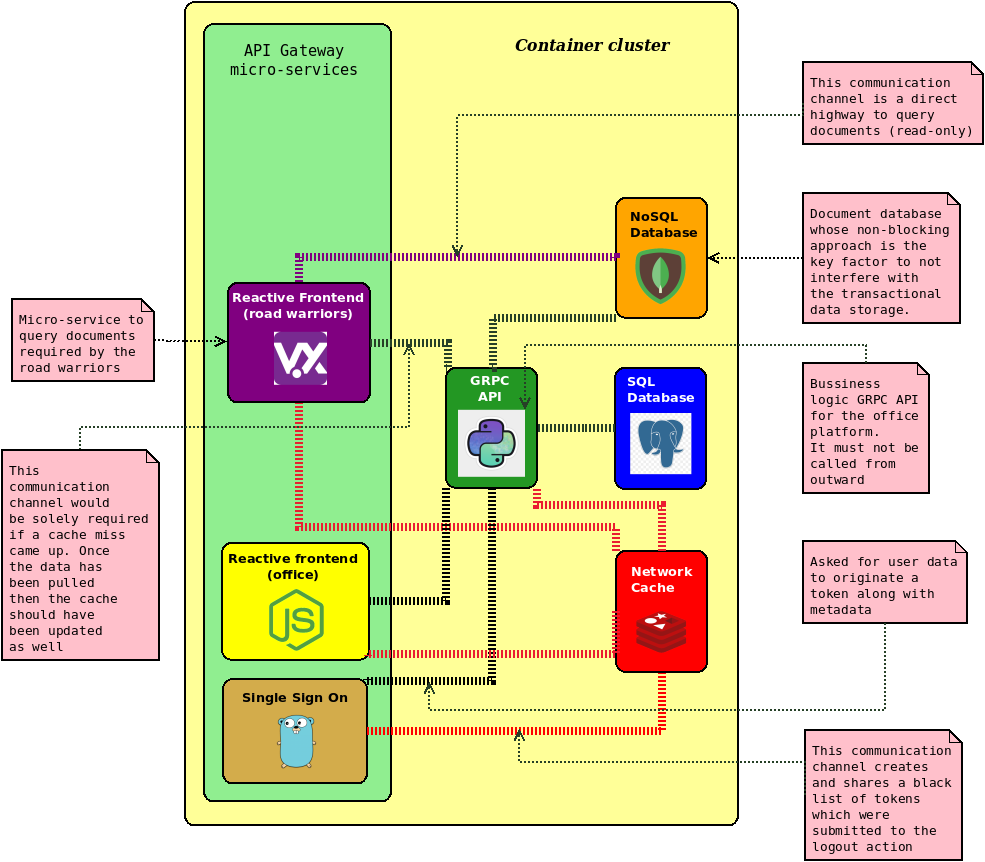 API Gateway
micro-services
Container cluster
This communication
channel is a direct
highway to query
documents (read-only)
NoSQL
Database
Document database
whose non-blocking
approach is the
key factor to not
interfere with
the transactional
data storage.
Reactive Frontend
(road warriors)
VX
Micro-service to
query documents
required by the
road warriors
GRPC
API
SQL
Database
Bussiness
logic GRPC API
for the office
platform.
It must not be
called from
outward
This
communication
channel would
be solely required
if a cache miss
came up. Once
the data has
been pulled
then the cache
should have
been updated
as well
Reactive frontend
(office)
JS
Network
Cache
Asked for user data
to originate a
token along with
metadata
Single Sign On
This communication
channel creates
and shares a black
list of tokens
which were
submitted to the
logout action